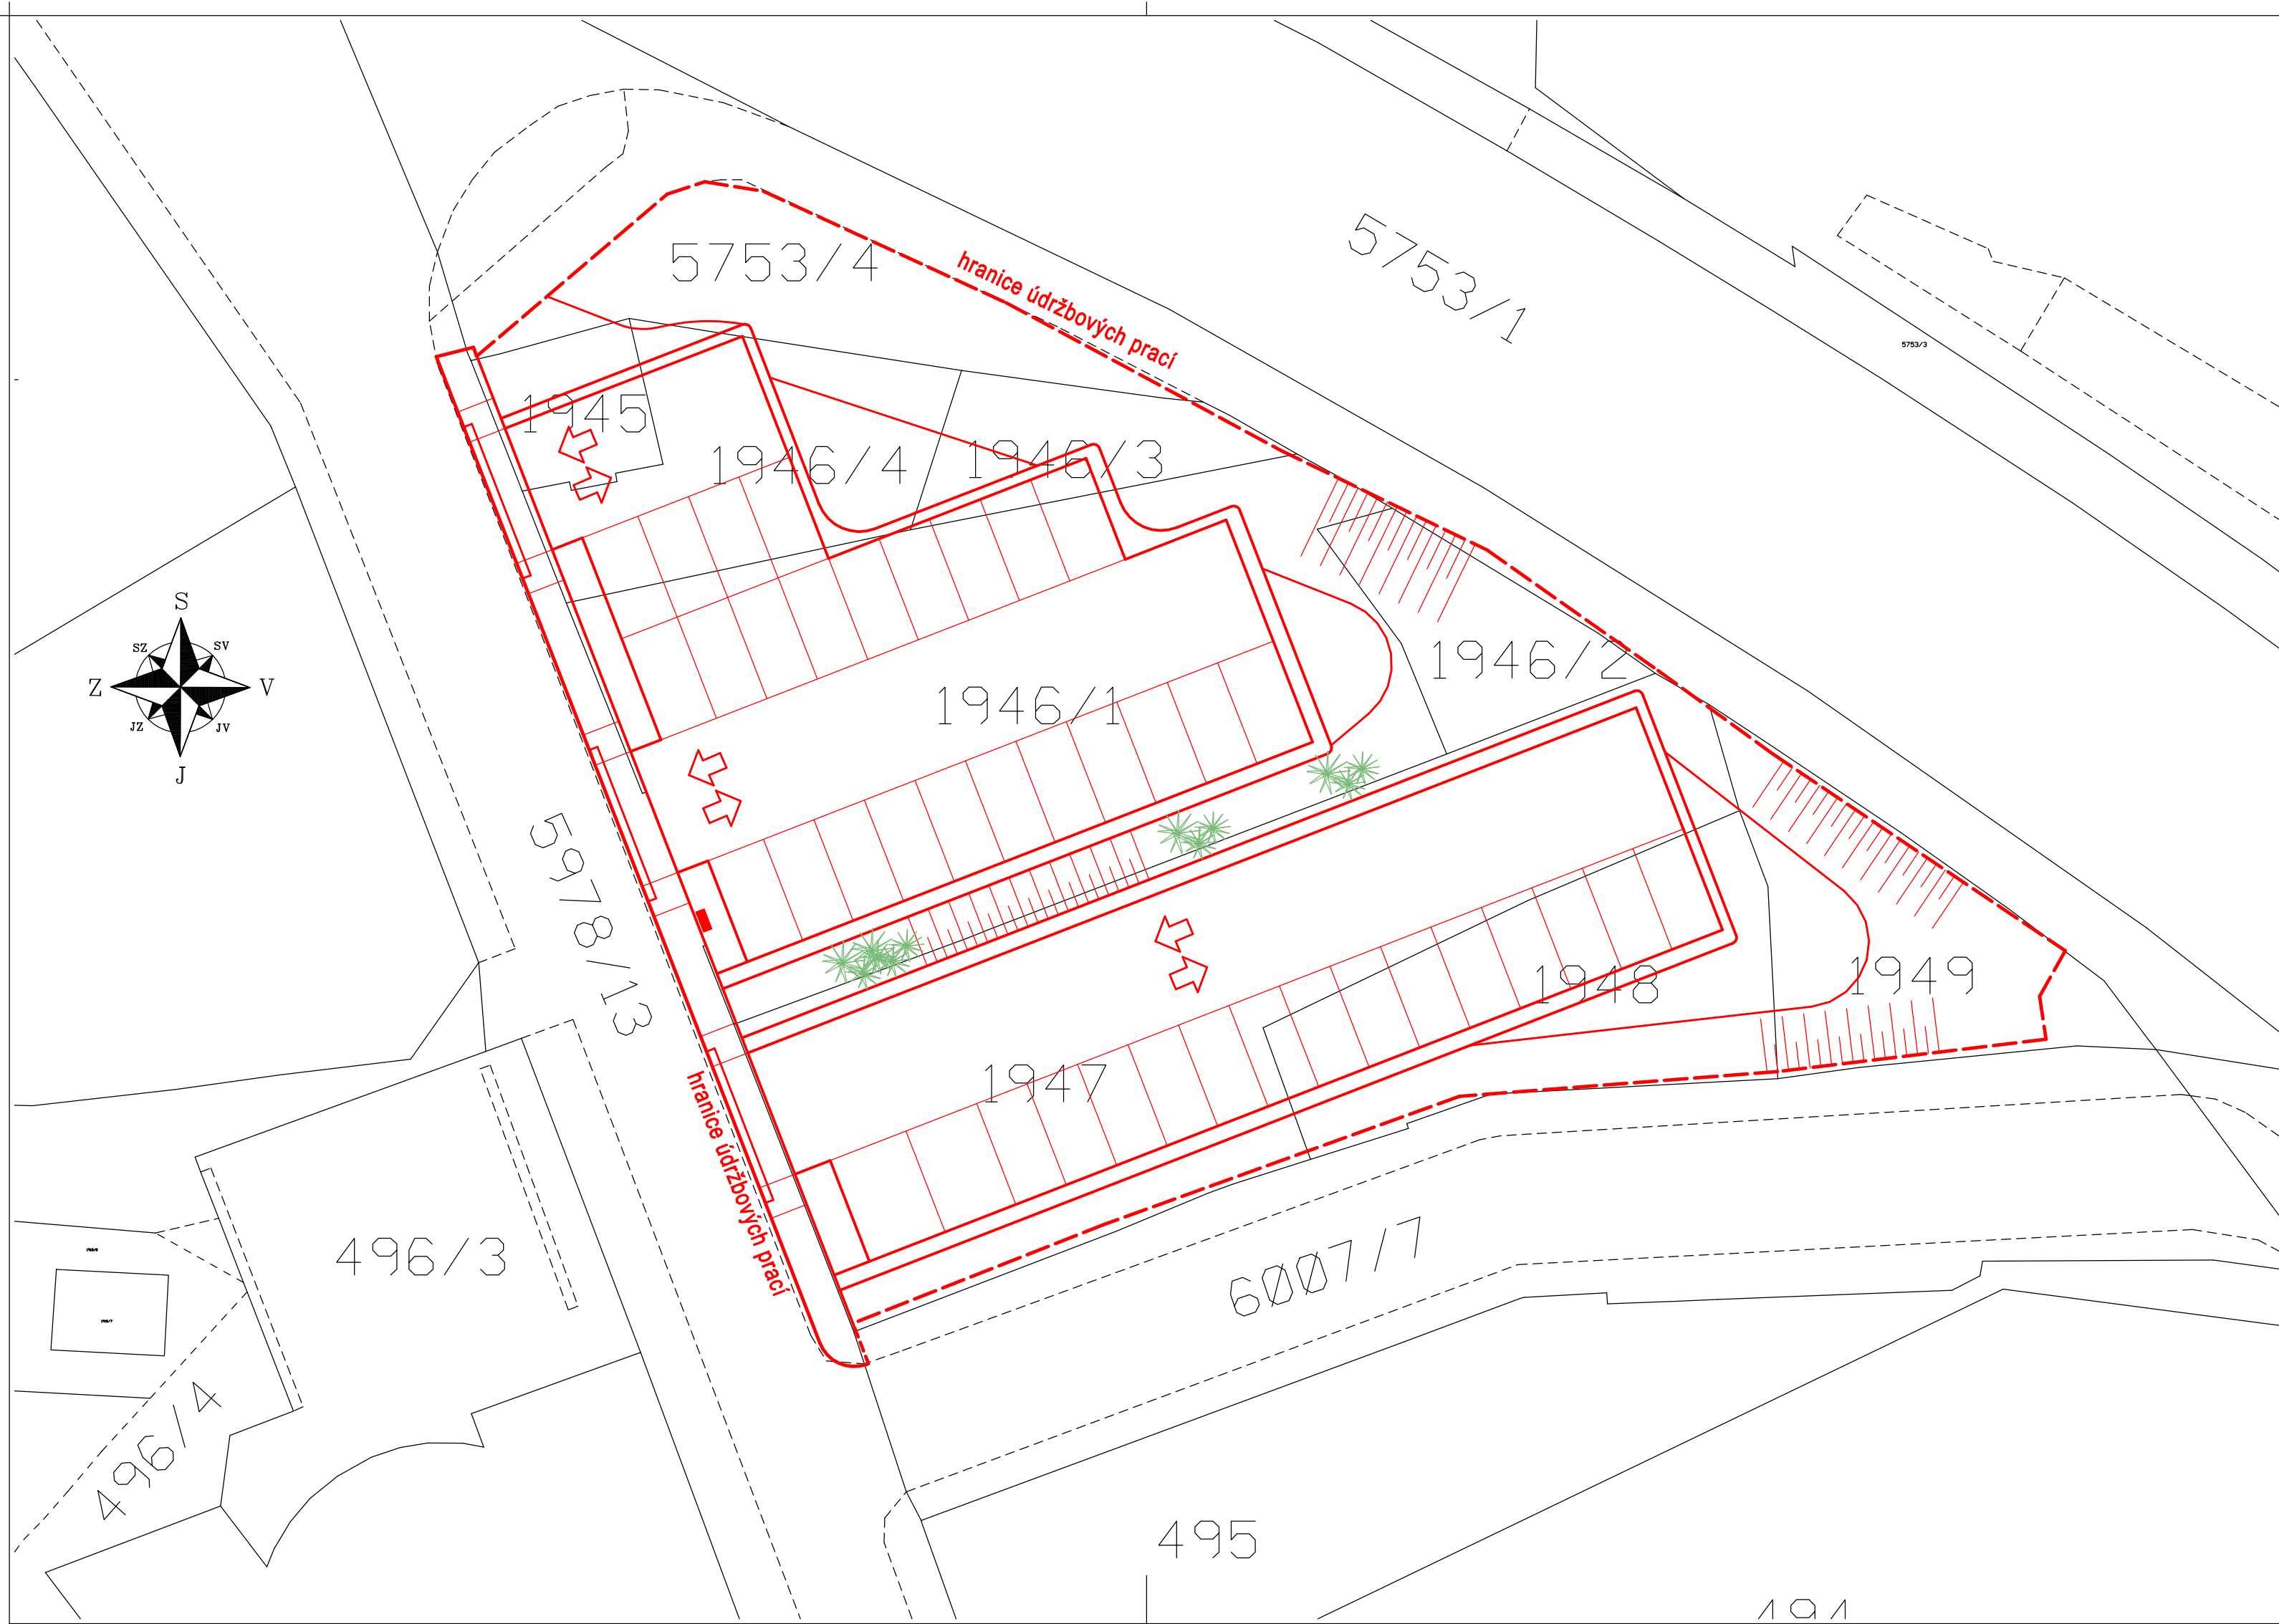 5753/4
hranice údržbových prací
5753/1
5753/3
1945
1946/4
1946/3
S
SZ
SV
Z
V
JZ
JV
J
1946/2
1946/1
5978/13
1948
1949
1947
hranice údržbových prací
496/3
6007/7
496/4
495